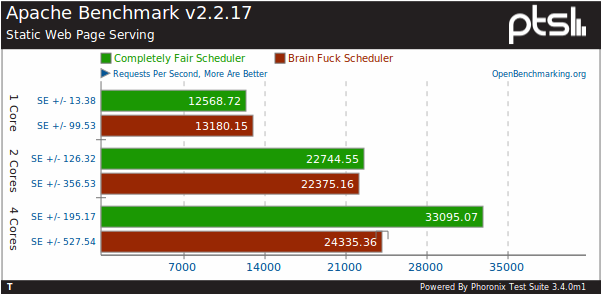 Apache Benchmark v2.2.17
Static Web Page Serving
ptsl
Completely Fair Scheduler
Brain Fuck Scheduler
Requests Per Second, More Are Better
OpenBenchmarking.org
1 Core
SE +/- 13.38
12568.72
SE +/- 99.53
13180.15
2 Cores
SE +/- 126.32
22744.55
SE +/- 356.53
22375.16
4 Cores
SE +/- 195.17
33095.07
SE +/- 527.54
24335.36
7000 14000 21000 28000 35000
T
Powered By Phoronix Test Suite 3.4.0m1